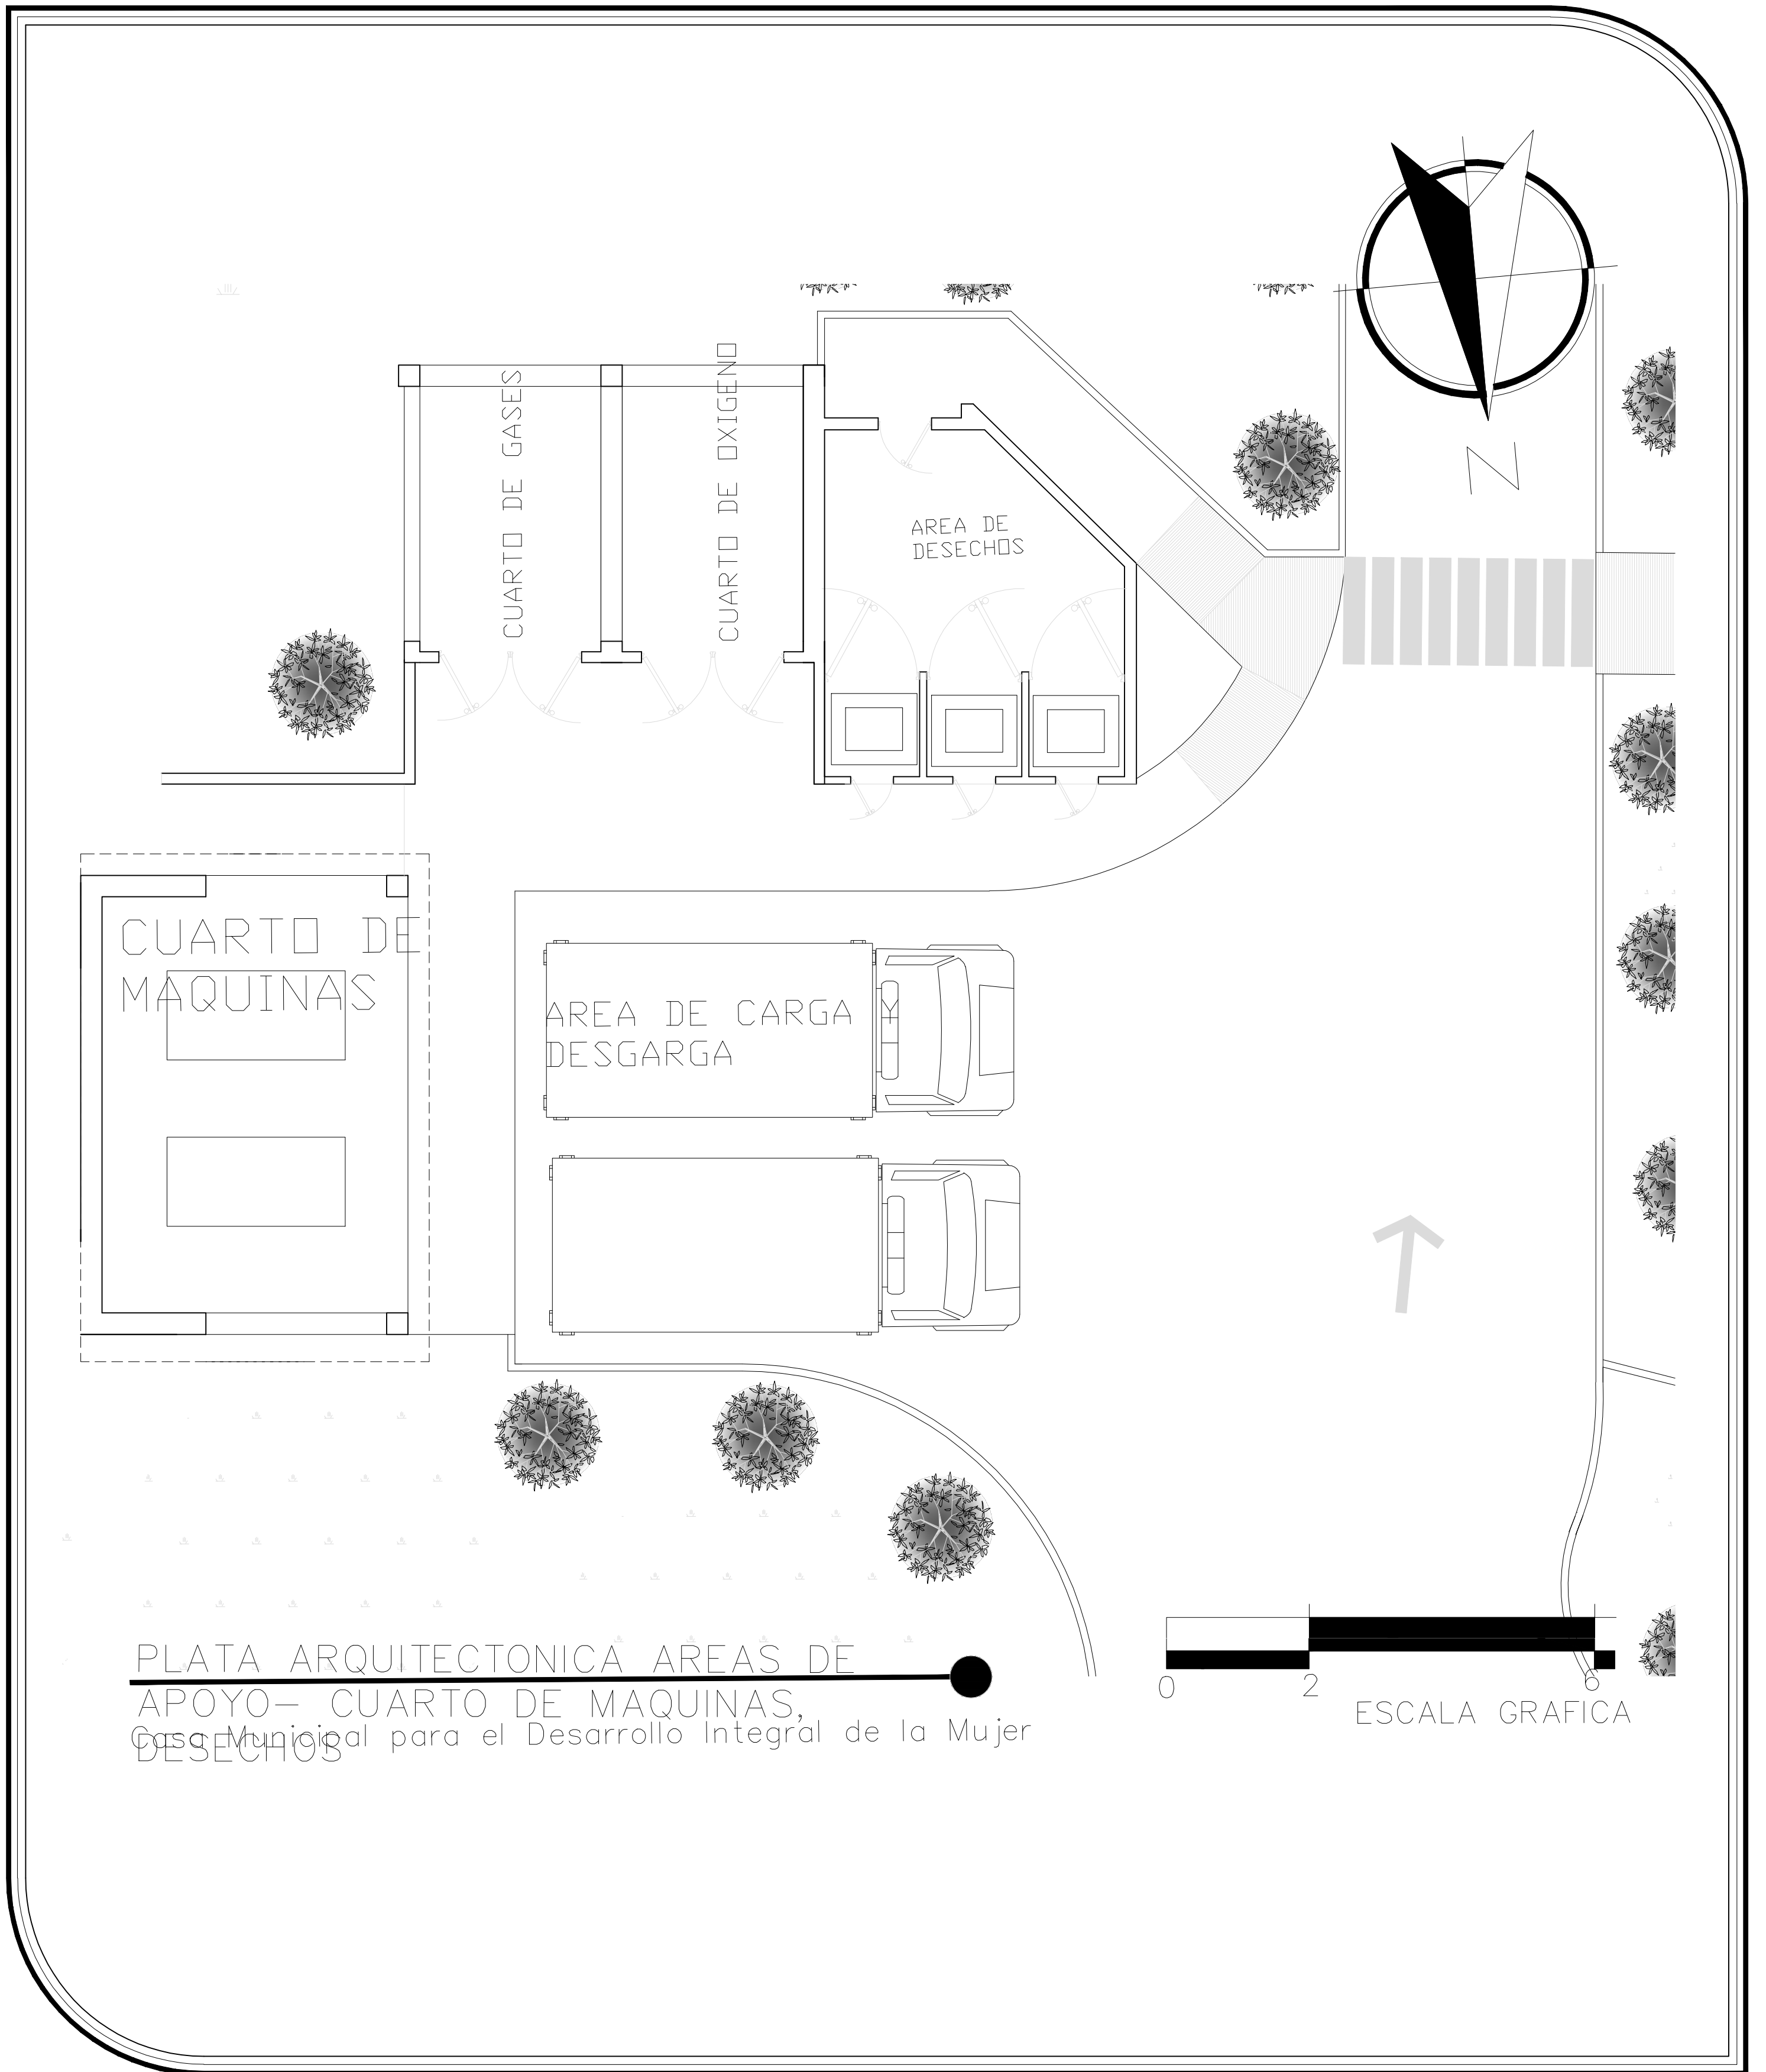 N
CUARTO DE GASES
CUARTO DE OXIGENO
AREA DE
DESECHOS
CUARTO DE
MAQUINAS
AREA DE CARGA Y
DESGARGA
PLATA ARQUITECTONICA AREAS DE
APOYO- CUARTO DE MAQUINAS,
DESECHOS
Casa Municipal para el Desarrollo Integral de la Mujer
0 2 6
ESCALA GRAFICA